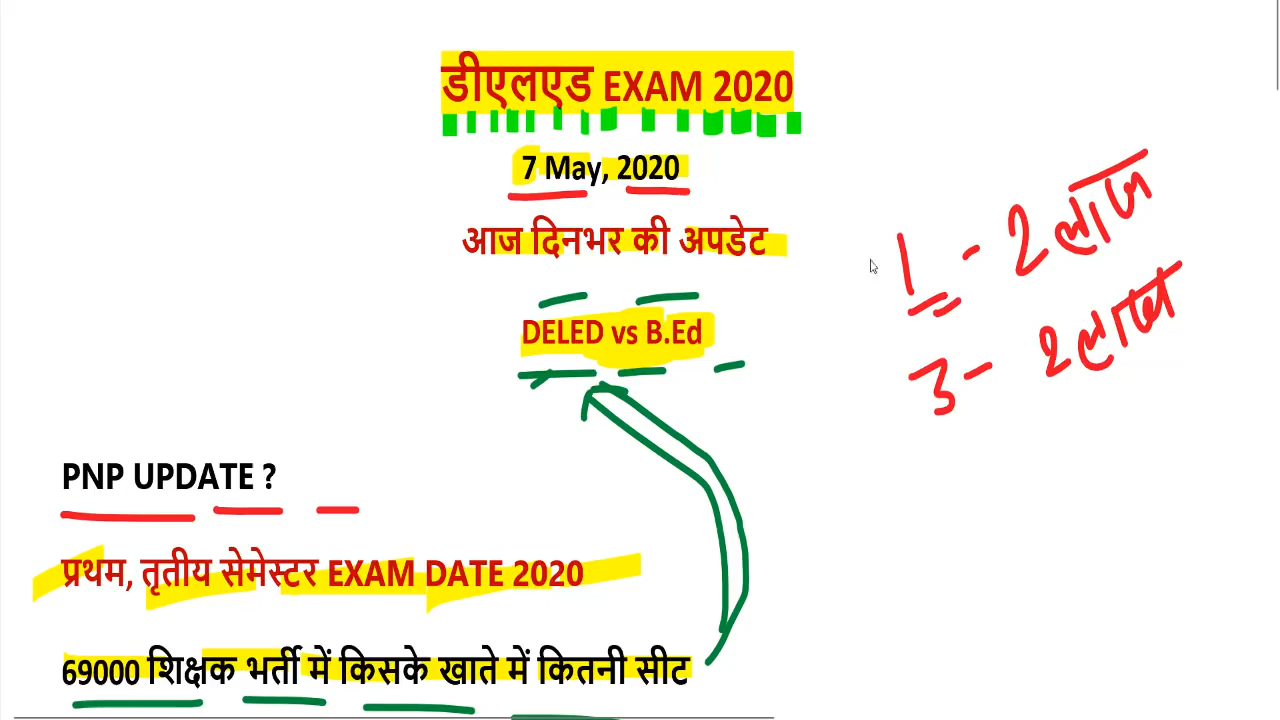 डीएलएड EXAM 2020
7 May, 2020
आज दिनभर की अपडेट
1 - 2 लाख
3 - 2 लाख
DELED vs B.Ed
PNP UPDATE ?
प्रथम, तृतीय सेमेस्टर EXAM DATE 2020
69000 शिक्षक भर्ती में किसके खाते में कितनी सीट